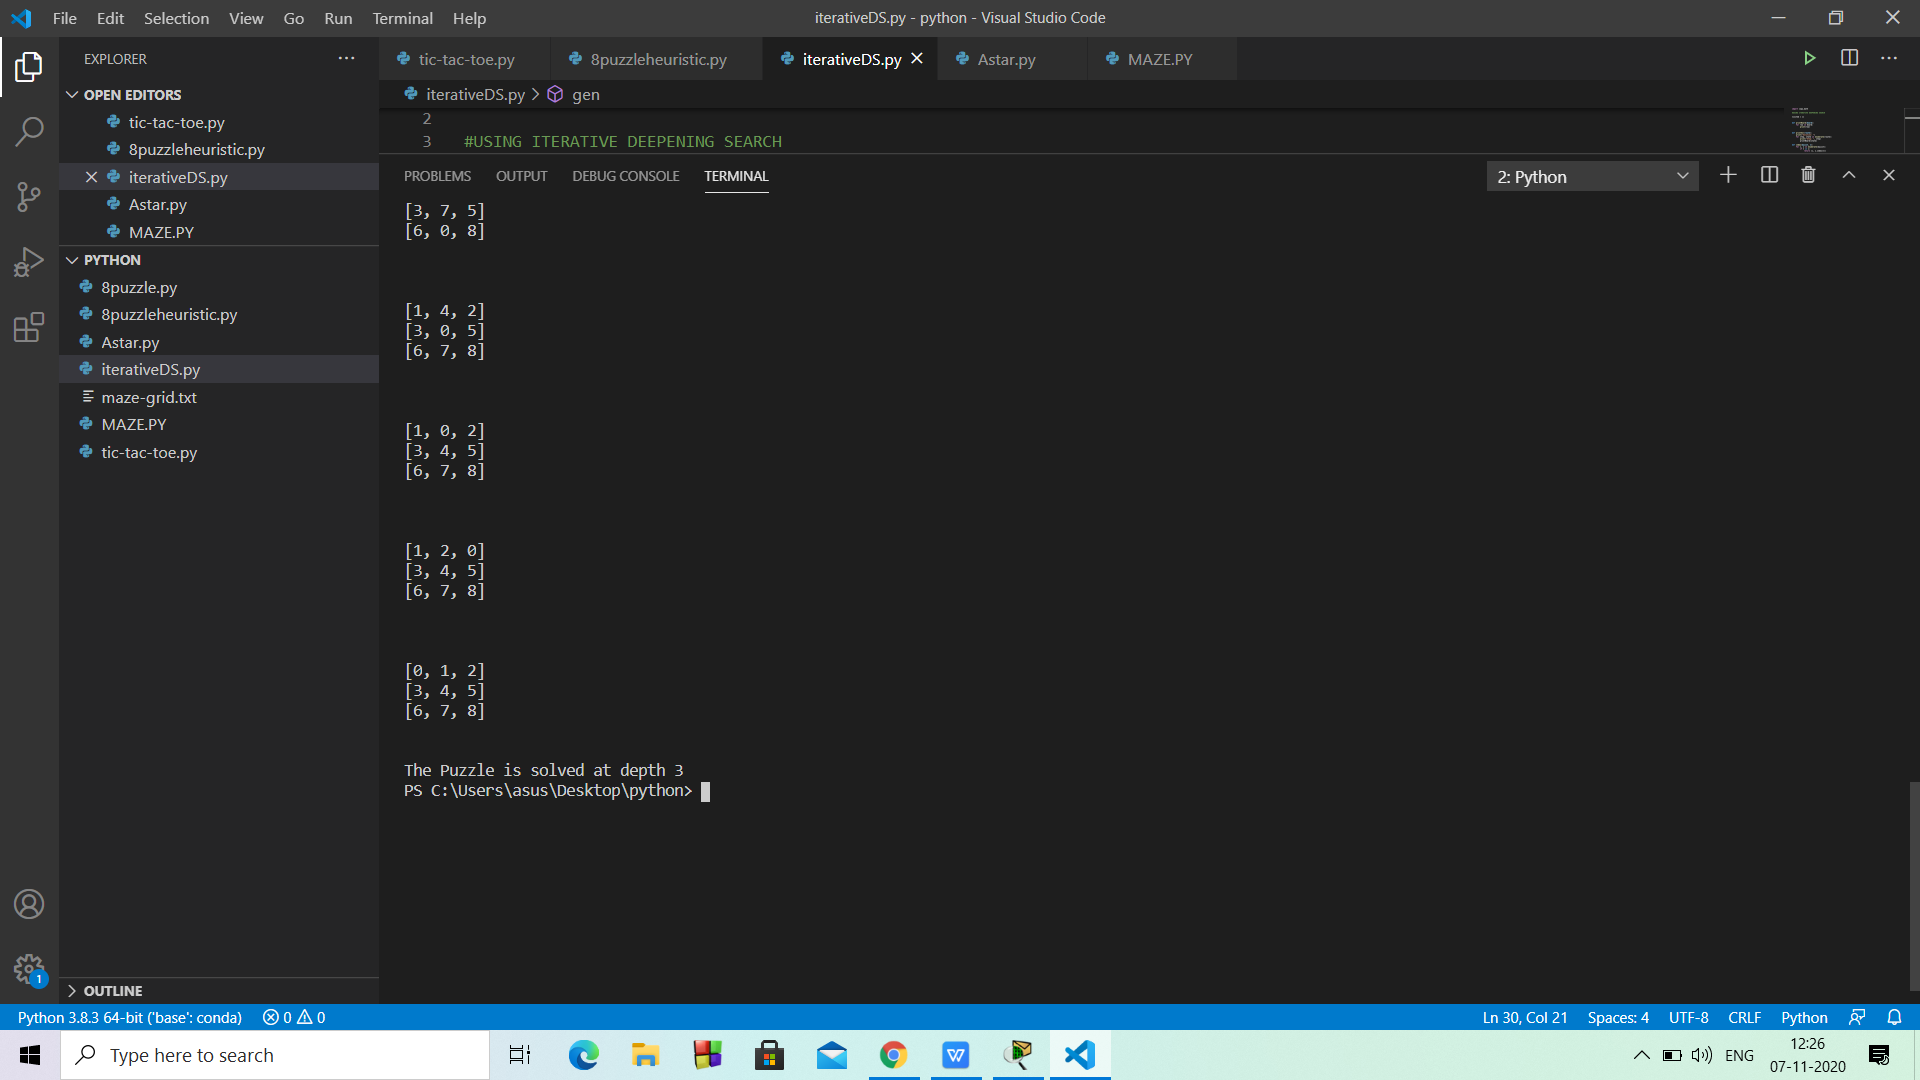 File Edit Selection View Go Run Terminal Help
iterativeDS.py - python - Visual Studio Code
EXPLORER
OPEN EDITORS
tic-tac-toe.py
8puzzleheuristic.py
iterativeDS.py
Astar.py
MAZE.PY
PYTHON
8puzzle.py
8puzzleheuristic.py
Astar.py
iterativeDS.py
maze-grid.txt
MAZE.PY
tic-tac-toe.py
OUTLINE
tic-tac-toe.py 8puzzleheuristic.py iterativeDS.py Astar.py MAZE.PY
iterativeDS.py > gen
2
3 #USING ITERATIVE DEEPENING SEARCH
PROBLEMS OUTPUT DEBUG CONSOLE TERMINAL
2: Python
[3, 7, 5]
[6, 0, 8]
[1, 4, 2]
[3, 0, 5]
[6, 7, 8]
[1, 0, 2]
[3, 4, 5]
[6, 7, 8]
[1, 2, 0]
[3, 4, 5]
[6, 7, 8]
[0, 1, 2]
[3, 4, 5]
[6, 7, 8]
The Puzzle is solved at depth 3
PS C:\Users\asus\Desktop\python>
1
Python 3.8.3 64-bit ('base': conda) 0 0
Ln 30, Col 21 Spaces: 4 UTF-8 CRLF Python
Type here to search
W
ENG
12:26
07-11-2020